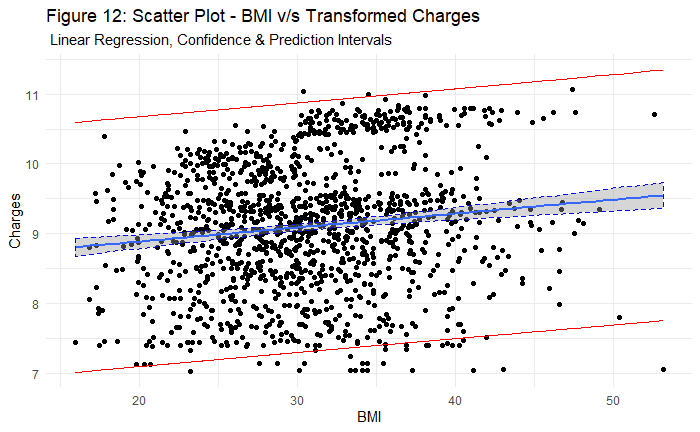 Figure 12: Scatter Plot - BMI v/s Transformed Charges
Linear Regression, Confidence & Prediction Intervals
11
10
9
8
7
Charges
20
30
40
50
BMI